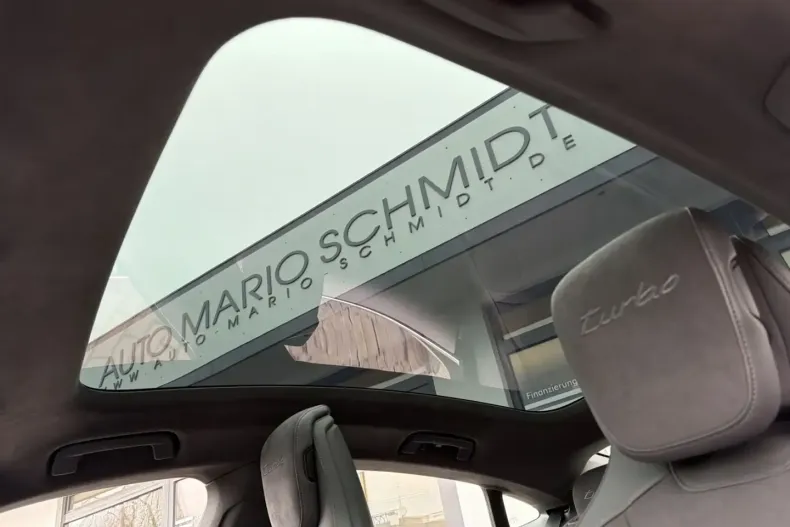 AUTO MARIO SCHMIDT
WWW.AUTO-MARIO-SCHMIDT.DE
Turbo
Finanzierung